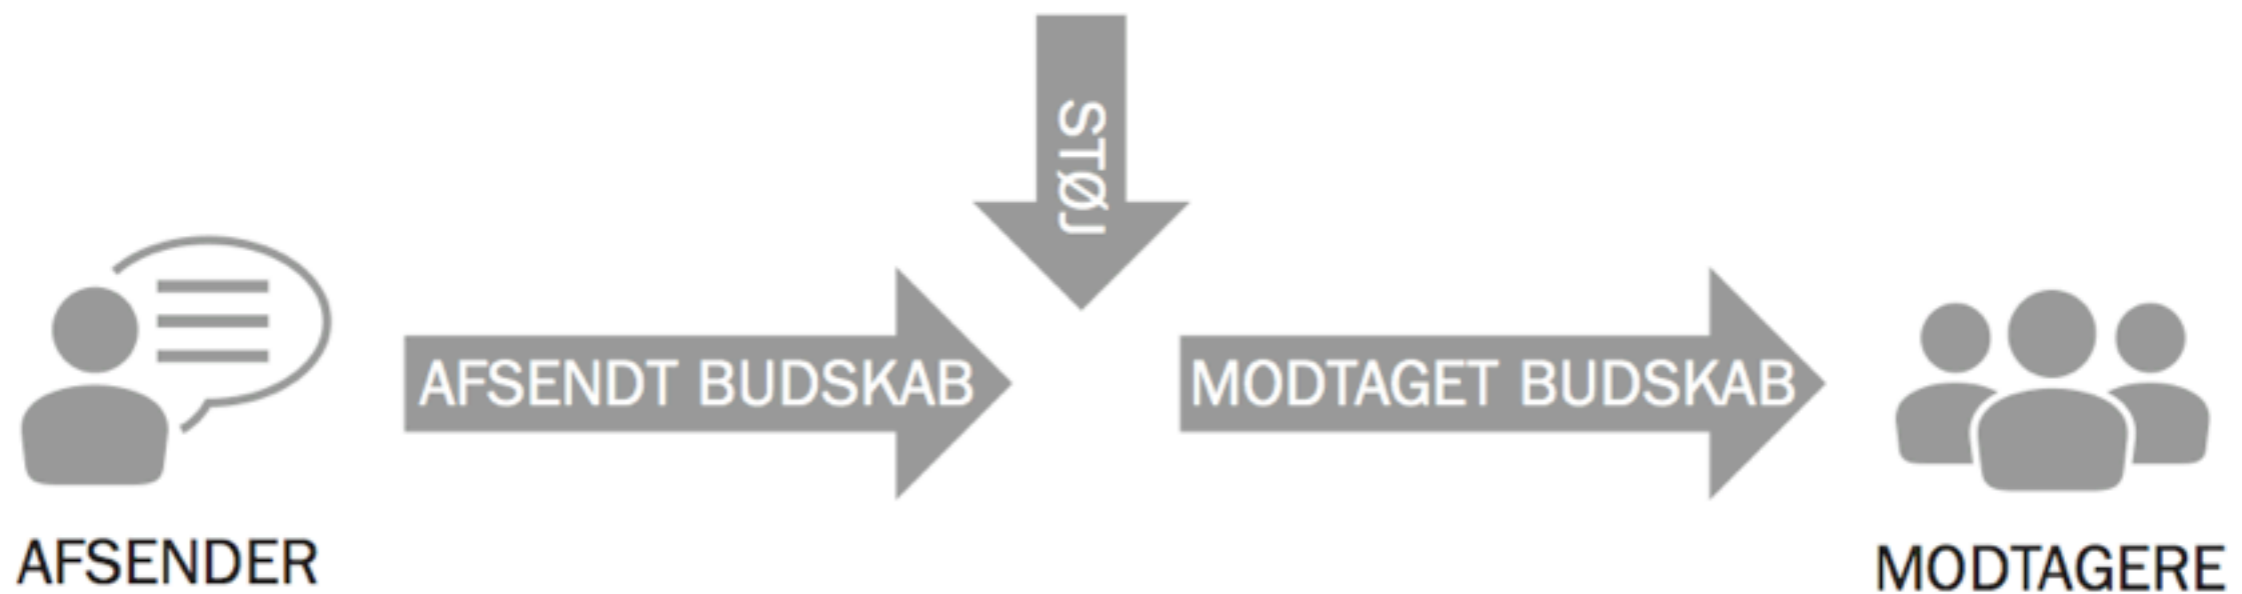 STØJ
AFSENDT BUDSKAB
MODTAGET BUDSKAB
AFSENDER
MODTAGERE